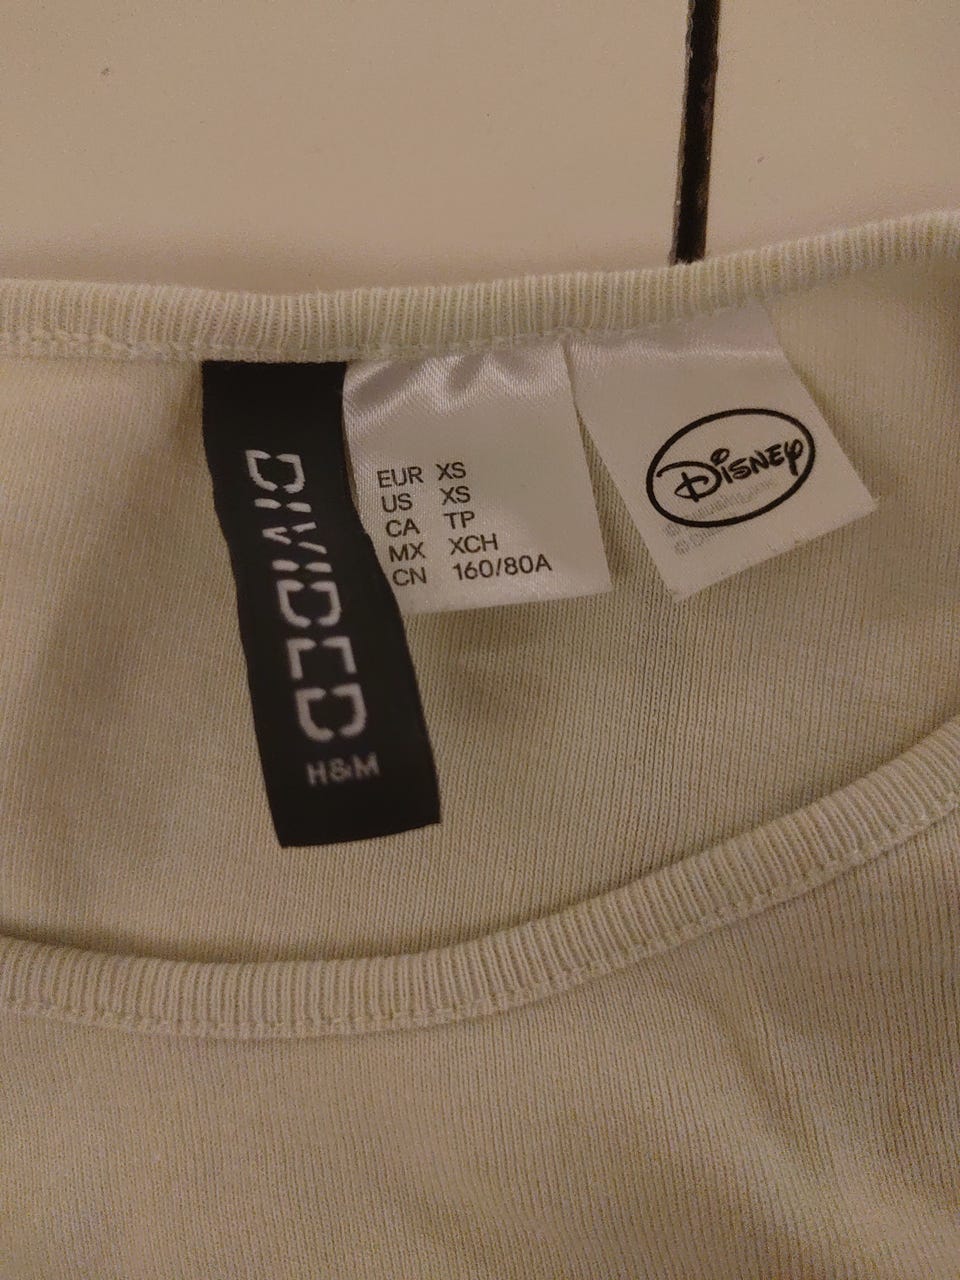 DIVIDED
H&M
EUR XS
US XS
CA TP
MX XCH
CN 160/80A
Disney